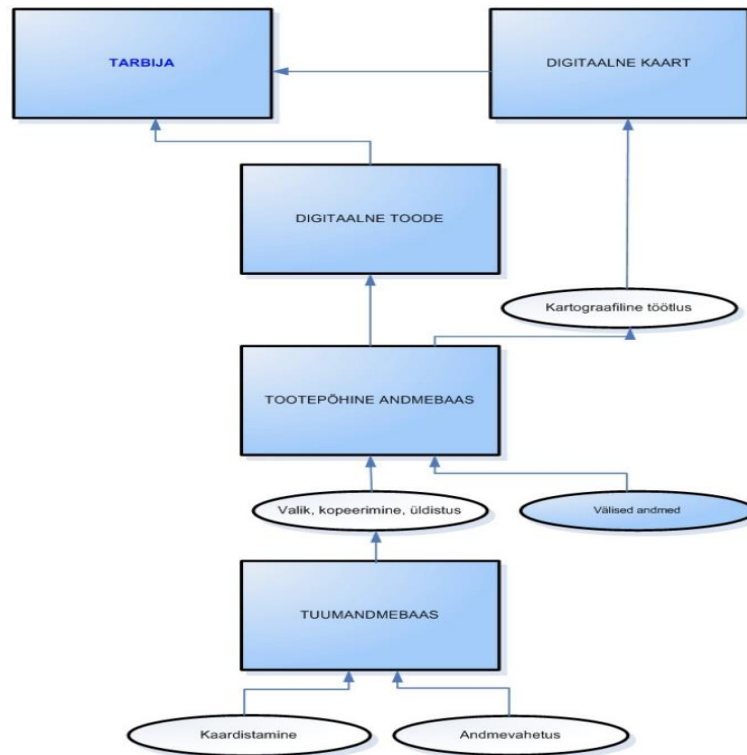 TARBIJA
DIGITAALNE KAART
DIGITAALNE TOODE
Kartograafiline töötlus
TOOTEPÕHINE ANDMEBAAS
Valik, kopeerimine, üldistus
Välised andmed
TUUMANDMEBAAS
Kaardistamine
Andmevahetus